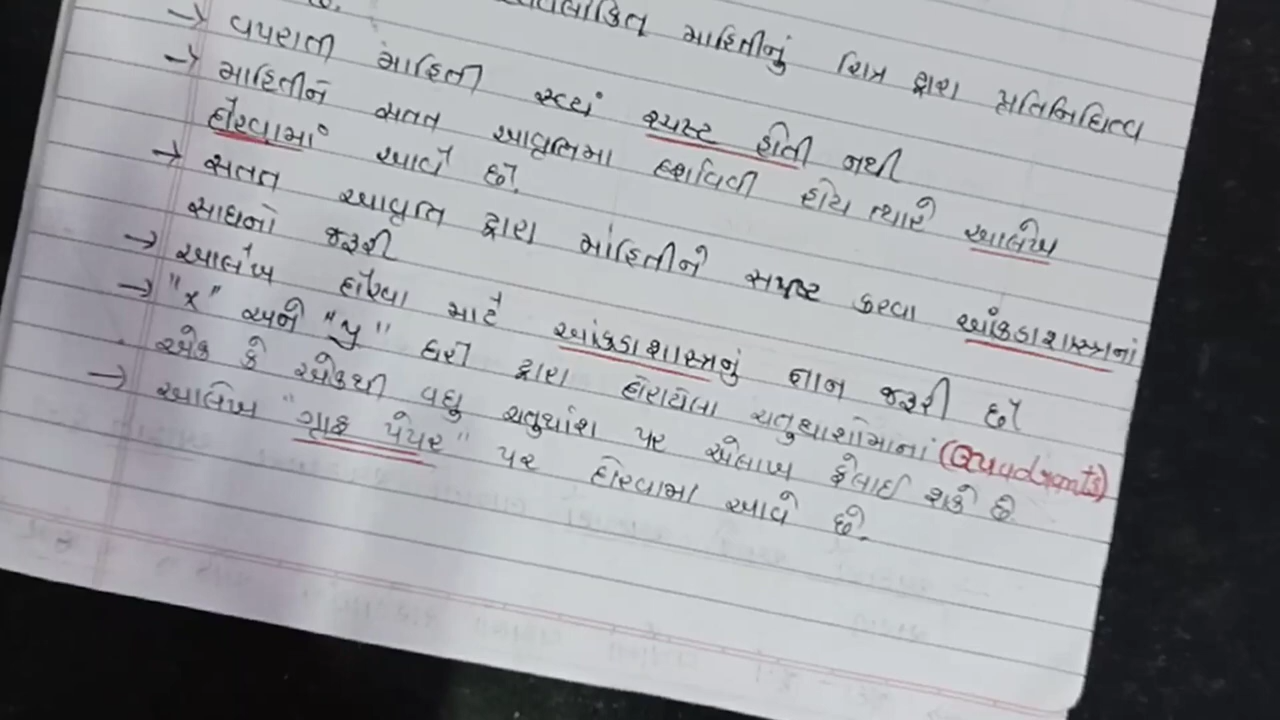 માહિતીનું ચિત્ર દ્વારા પ્રતિનિધિત્વ
→ વપરાતી માહિતી સ્વયં સ્પષ્ટ હોતી નથી
→ માહિતીને સતત આવૃત્તિમા દર્શાવવી હોય ત્યારે આલેખ
દોરવામાં આવે છે.
→ સતત આવૃત્તિ દ્વારા માહિતીને સ્પષ્ટ કરવા આંકડાશાસ્ત્રનાં
સાધનો જરૂરી
→ આલેખ દોરવા માટે આંકડાશાસ્ત્રનું જ્ઞાન જરૂરી છે
→ "x" અને "y" ધરી દ્વારા દોરાયેલા ચતુર્થાશોમાનાં (Quadrants)
એક કે એકથી વધુ ચતુર્થાંશ પર એલાખ ફેલાઈ શકે છે.
→ આલેખ "ગ્રાફ પેપર" પર દોરવામા આવે છે.